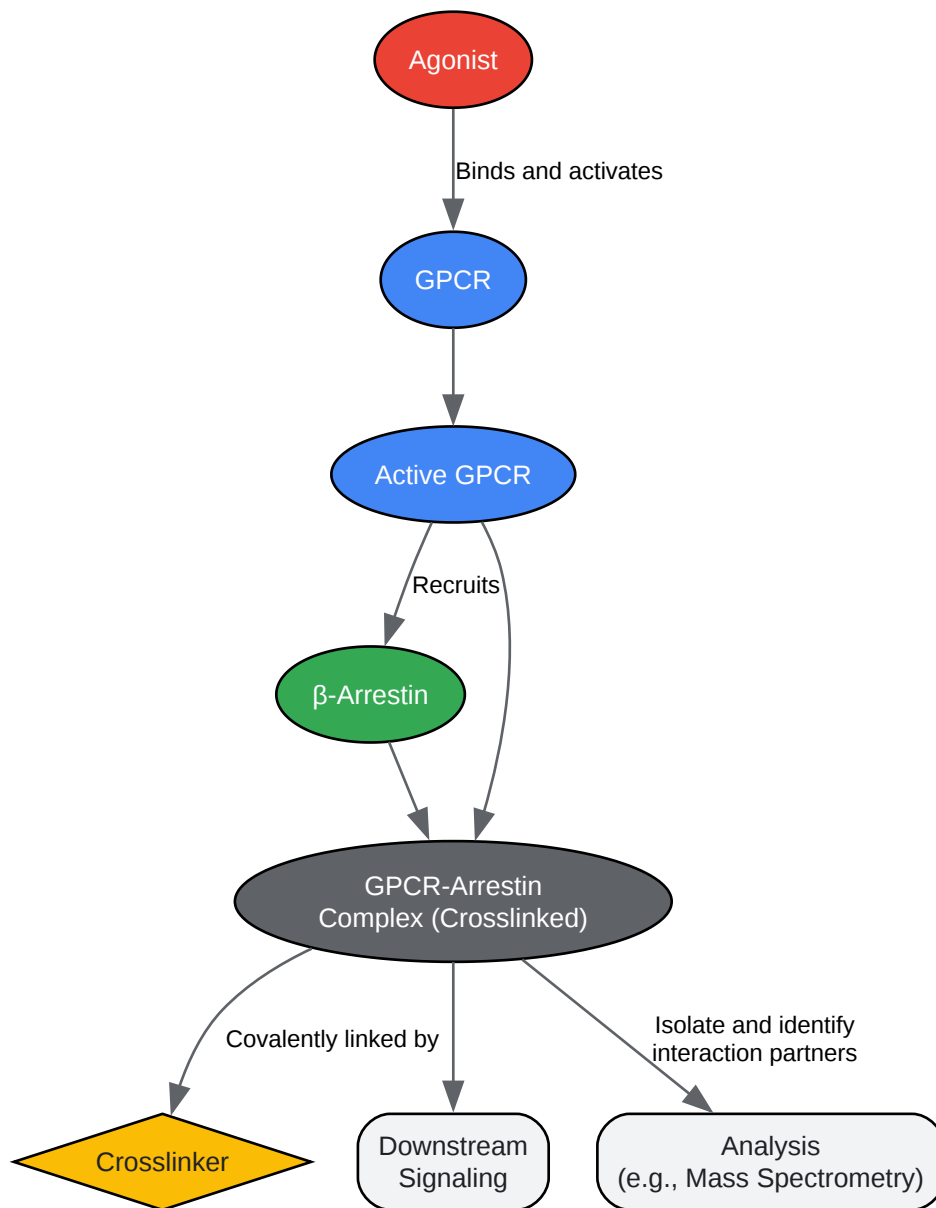 Agonist
Binds and activates
GPCR
Active GPCR
Recruits
β-Arrestin
GPCR-Arrestin
Complex (Crosslinked)
Covalently linked by
Isolate and identify
interaction partners
Crosslinker
Downstream
Signaling
Analysis
(e.g., Mass Spectrometry)